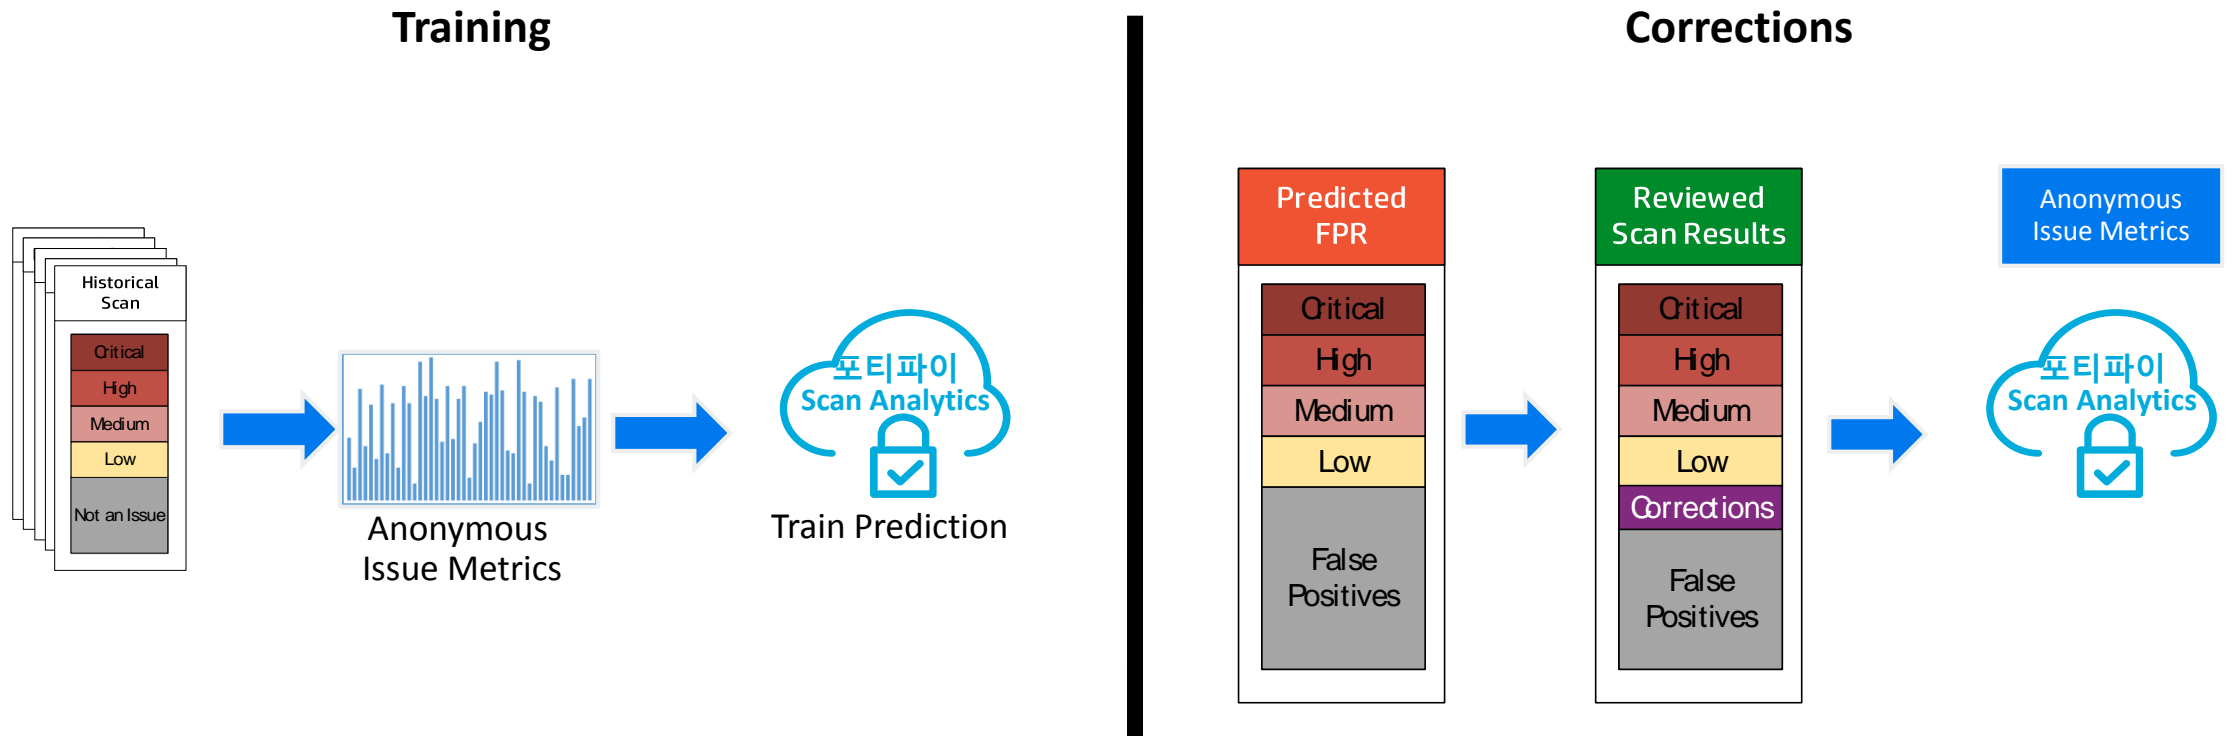 Training
Historical
Scan
Critical
High
Medium
Low
Not an Issue
Anonymous
Issue Metrics
포티파이
Scan Analytics
Train Prediction
Corrections
Predicted
FPR
Critical
High
Medium
Low
False
Positives
Reviewed
Scan Results
Critical
High
Medium
Low
Corrections
False
Positives
Anonymous
Issue Metrics
포티파이
Scan Analytics